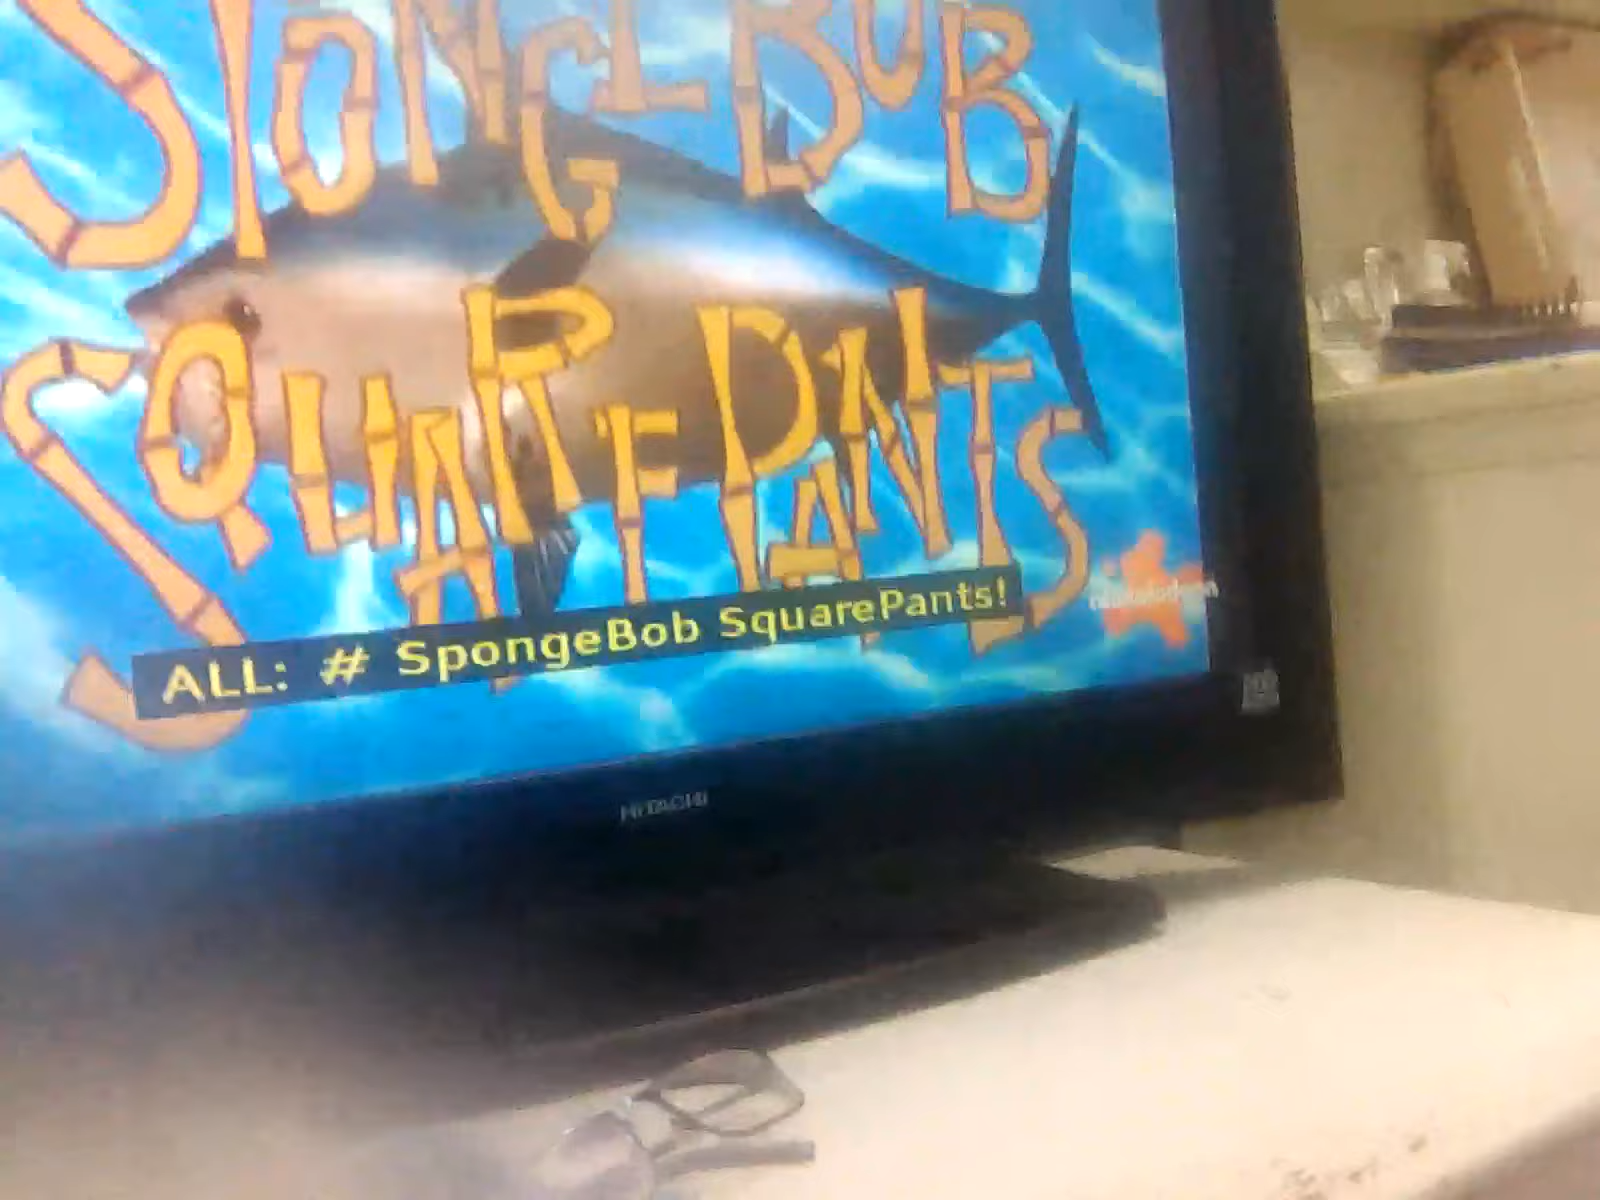 SPONGEBOB
SQUAREPANTS
ALL: # SpongeBob SquarePants!
nickelodeon
HITACHI